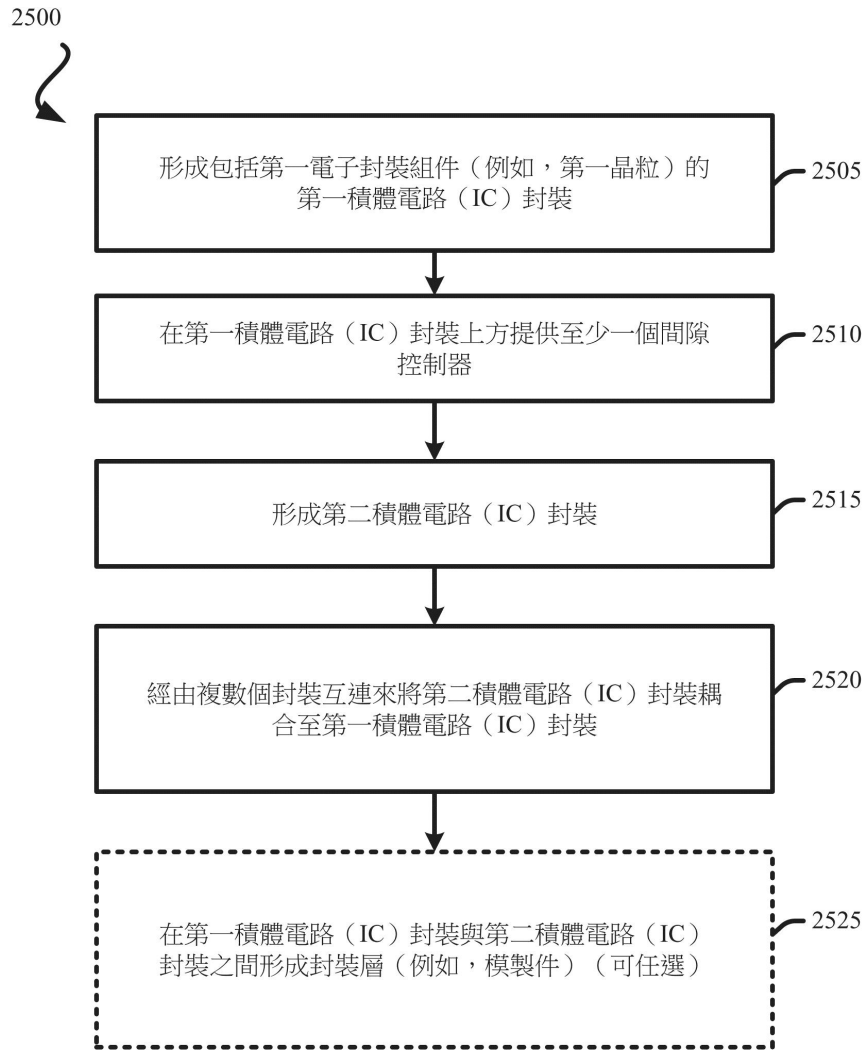 2500
形成包括第一電子封裝組件（例如，第一晶粒）的
第一積體電路（IC）封裝
2505
在第一積體電路（IC）封裝上方提供至少一個間隙
控制器
2510
形成第二積體電路（IC）封裝
2515
經由複數個封裝互連來將第二積體電路（IC）封裝耦
合至第一積體電路（IC）封裝
2520
在第一積體電路（IC）封裝與第二積體電路（IC）
封裝之間形成封裝層（例如，模製件）（可任選）
2525